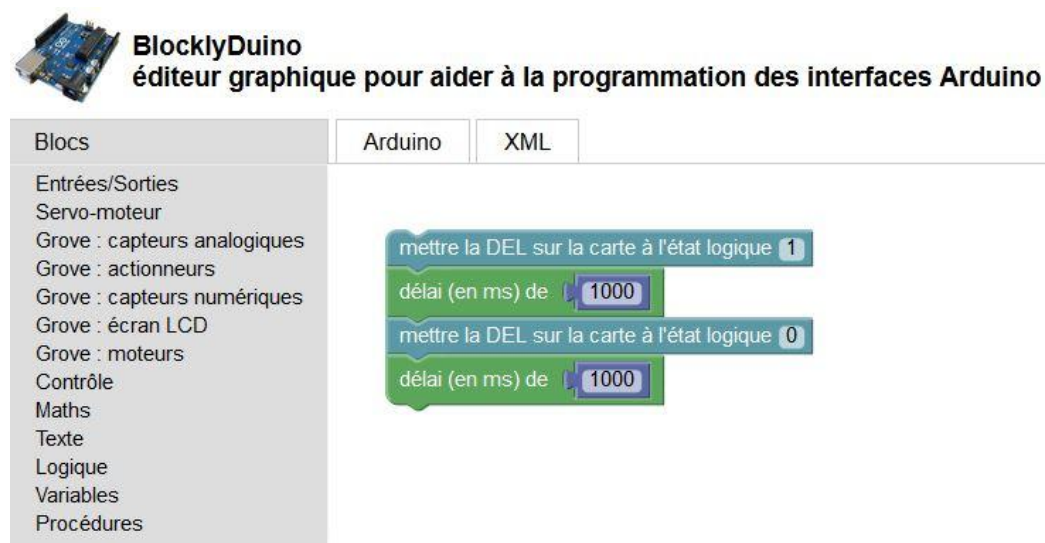 BlocklyDuino
éditeur graphique pour aider à la programmation des interfaces Arduino
Blocs
Arduino
XML
Entrées/Sorties
Servo-moteur
Grove : capteurs analogiques
Grove : actionneurs
Grove : capteurs numériques
Grove : écran LCD
Grove : moteurs
Contrôle
Maths
Texte
Logique
Variables
Procédures
mettre la DEL sur la carte à l'état logique 1
délai (en ms) de 1000
mettre la DEL sur la carte à l'état logique 0
délai (en ms) de 1000